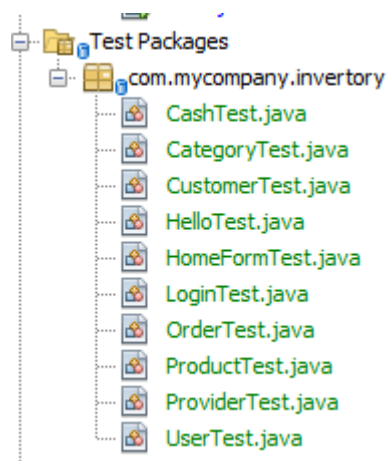 Test Packages
com.mycompany.invertory
CashTest.java
CategoryTest.java
CustomerTest.java
HelloTest.java
HomeFormTest.java
LoginTest.java
OrderTest.java
ProductTest.java
ProviderTest.java
UserTest.java